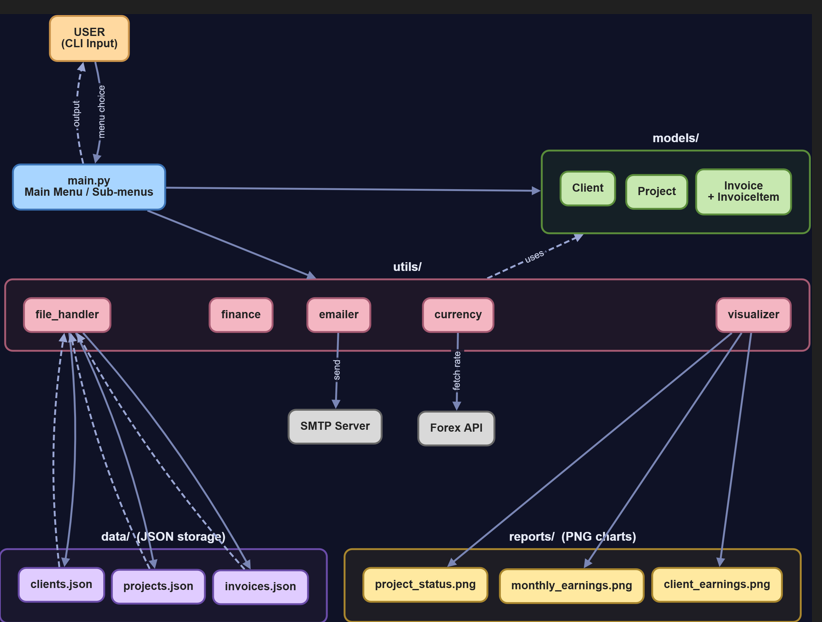 USER
(CLI Input)
output
menu choice
main.py
Main Menu / Sub-menus
models/
Client
Project
Invoice
+ InvoiceItem
uses
utils/
file_handler
finance
emailer
currency
visualizer
send
fetch rate
SMTP Server
Forex API
data/  (JSON storage)
reports/  (PNG charts)
clients.json
projects.json
invoices.json
project_status.png
monthly_earnings.png
client_earnings.png